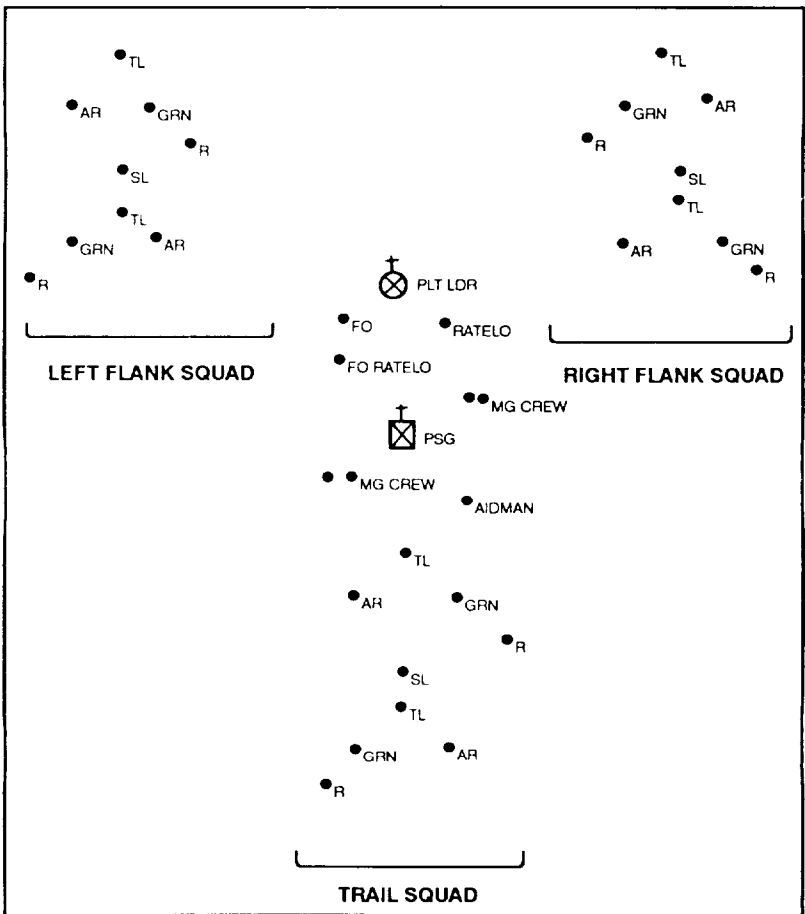 TL
AR
GRN
R
SL
TL
GRN
AR
R
LEFT FLANK SQUAD
TL
GRN
AR
R
SL
TL
AR
GRN
R
RIGHT FLANK SQUAD
PLT LDR
FO
RATELO
FO RATELO
MG CREW
PSG
MG CREW
AIDMAN
TL
AR
GRN
R
SL
TL
GRN
AR
R
TRAIL SQUAD